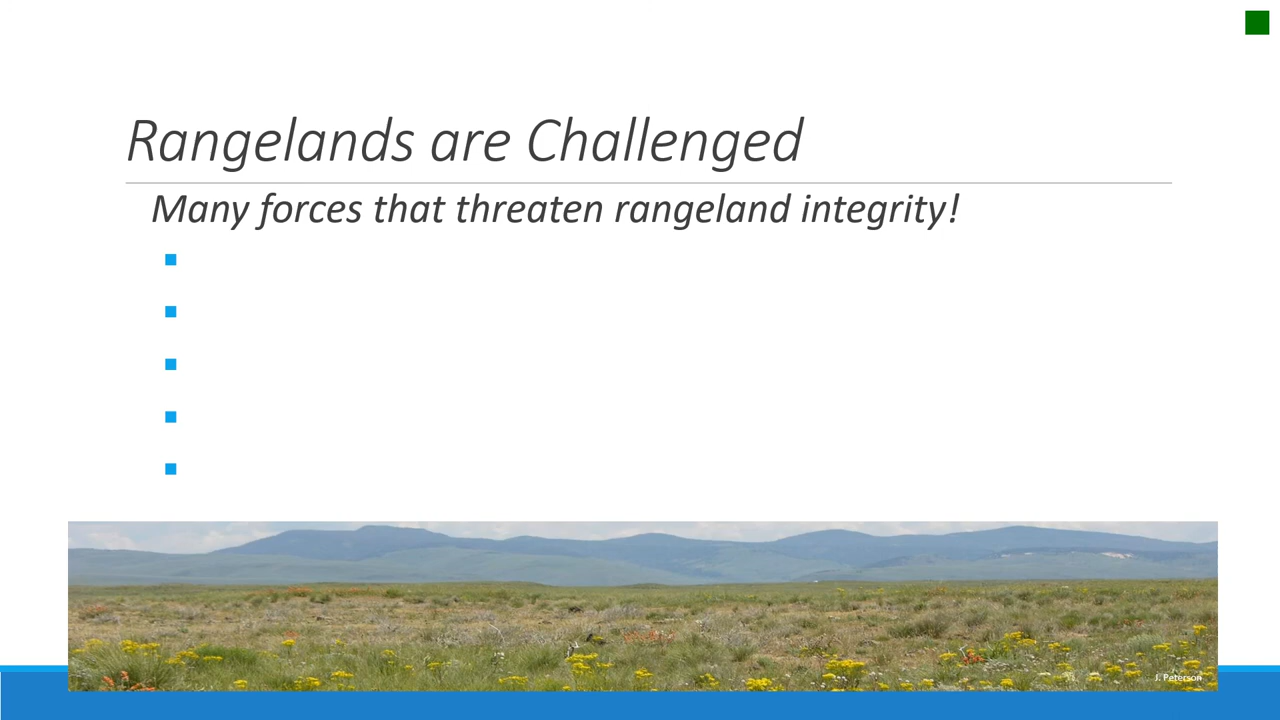 Rangelands are Challenged
Many forces that threaten rangeland integrity!
J. Peterson